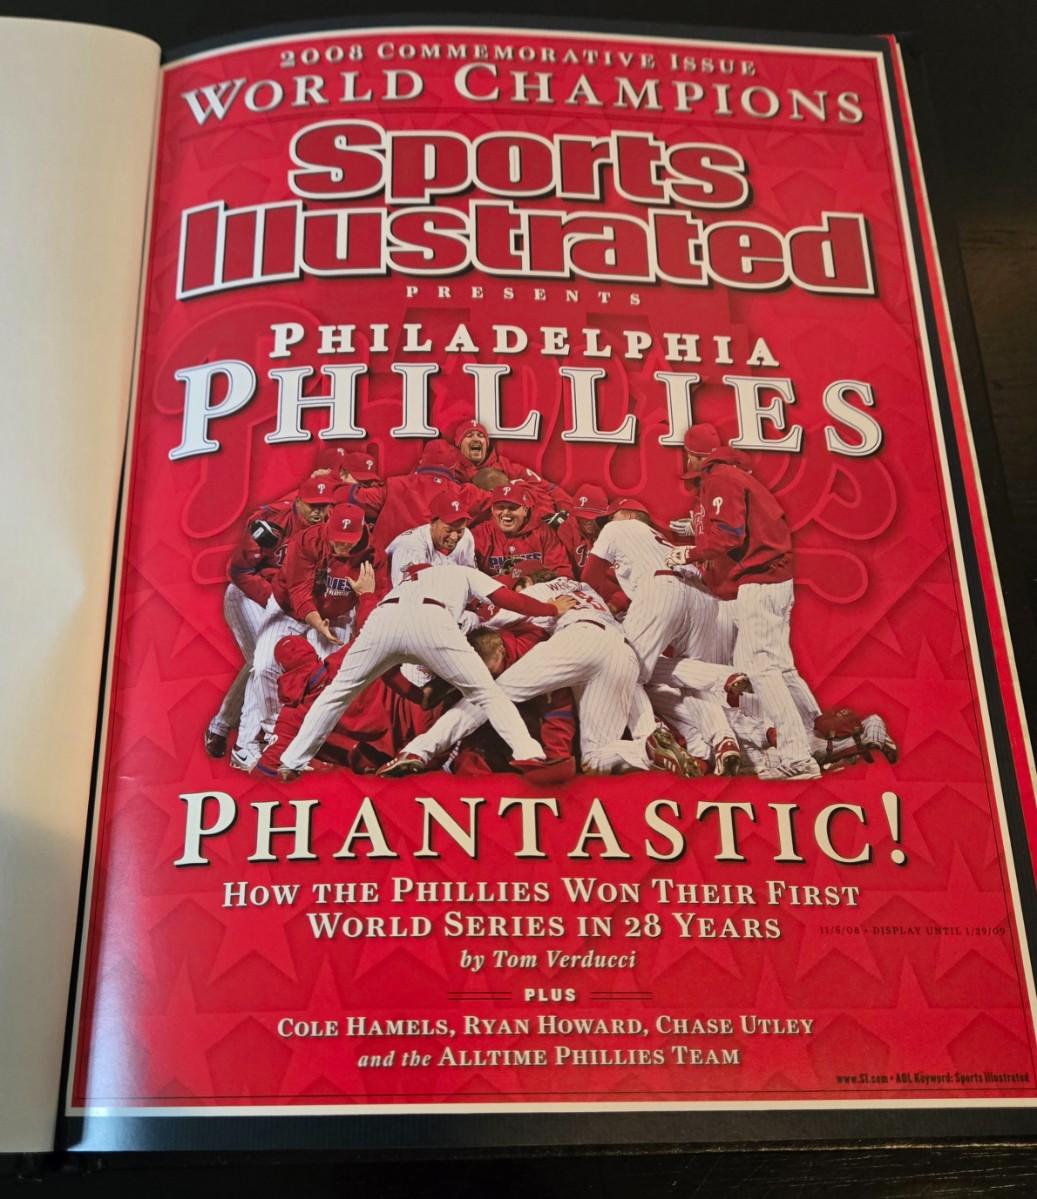 2008 COMMEMORATIVE ISSUE
WORLD CHAMPIONS
Sports
Illustrated
PRESENTS
PHILADELPHIA
PHILLIES
PHANTASTIC!
HOW THE PHILLIES WON THEIR FIRST
WORLD SERIES IN 28 YEARS
11/5/08 • DISPLAY UNTIL 1/29/09
by Tom Verducci
PLUS
COLE HAMELS, RYAN HOWARD, CHASE UTLEY
and the ALLTIME PHILLIES TEAM
www.SI.com • AOL Keyword: Sports Illustrated